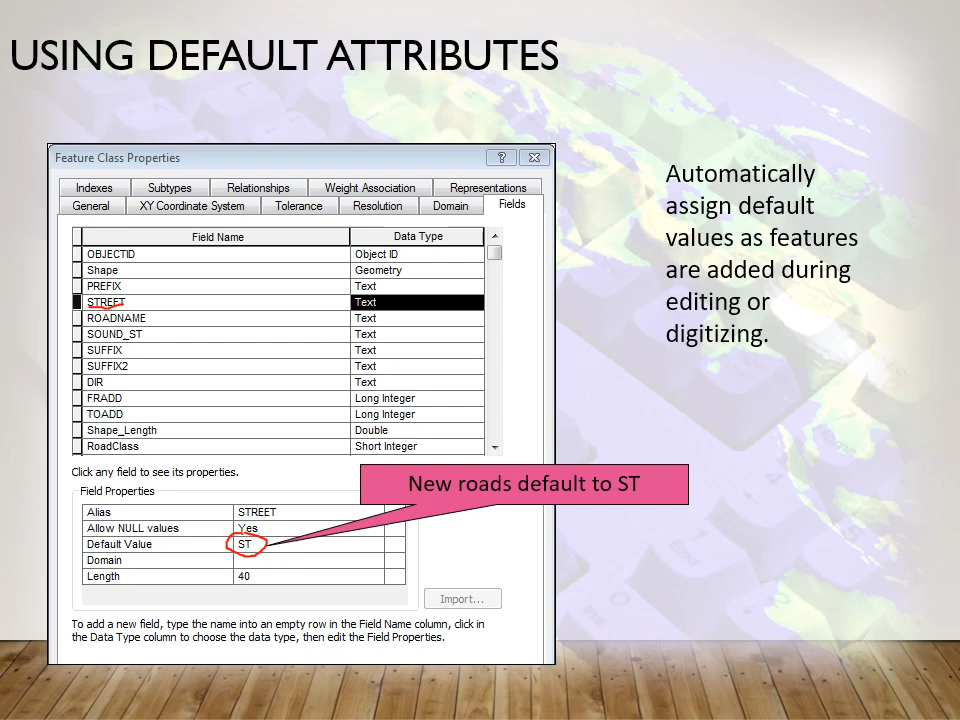 USING DEFAULT ATTRIBUTES
Feature Class Properties
Indexes Subtypes Relationships Weight Association Representations
General XY Coordinate System Tolerance Resolution Domain Fields
Field Name Data Type
OBJECTID Object ID
Shape Geometry
PREFIX Text
STREET Text
ROADNAME Text
SOUND_ST Text
SUFFIX Text
SUFFIX2 Text
DIR Text
FRADD Long Integer
TOADD Long Integer
Shape_Length Double
RoadClass Short Integer
Click any field to see its properties.
Field Properties
Alias STREET
Allow NULL values Yes
Default Value ST
Domain
Length 40
Import...
To add a new field, type the name into an empty row in the Field Name column, click in
the Data Type column to choose the data type, then edit the Field Properties.
New roads default to ST
Automatically
assign default
values as features
are added during
editing or
digitizing.